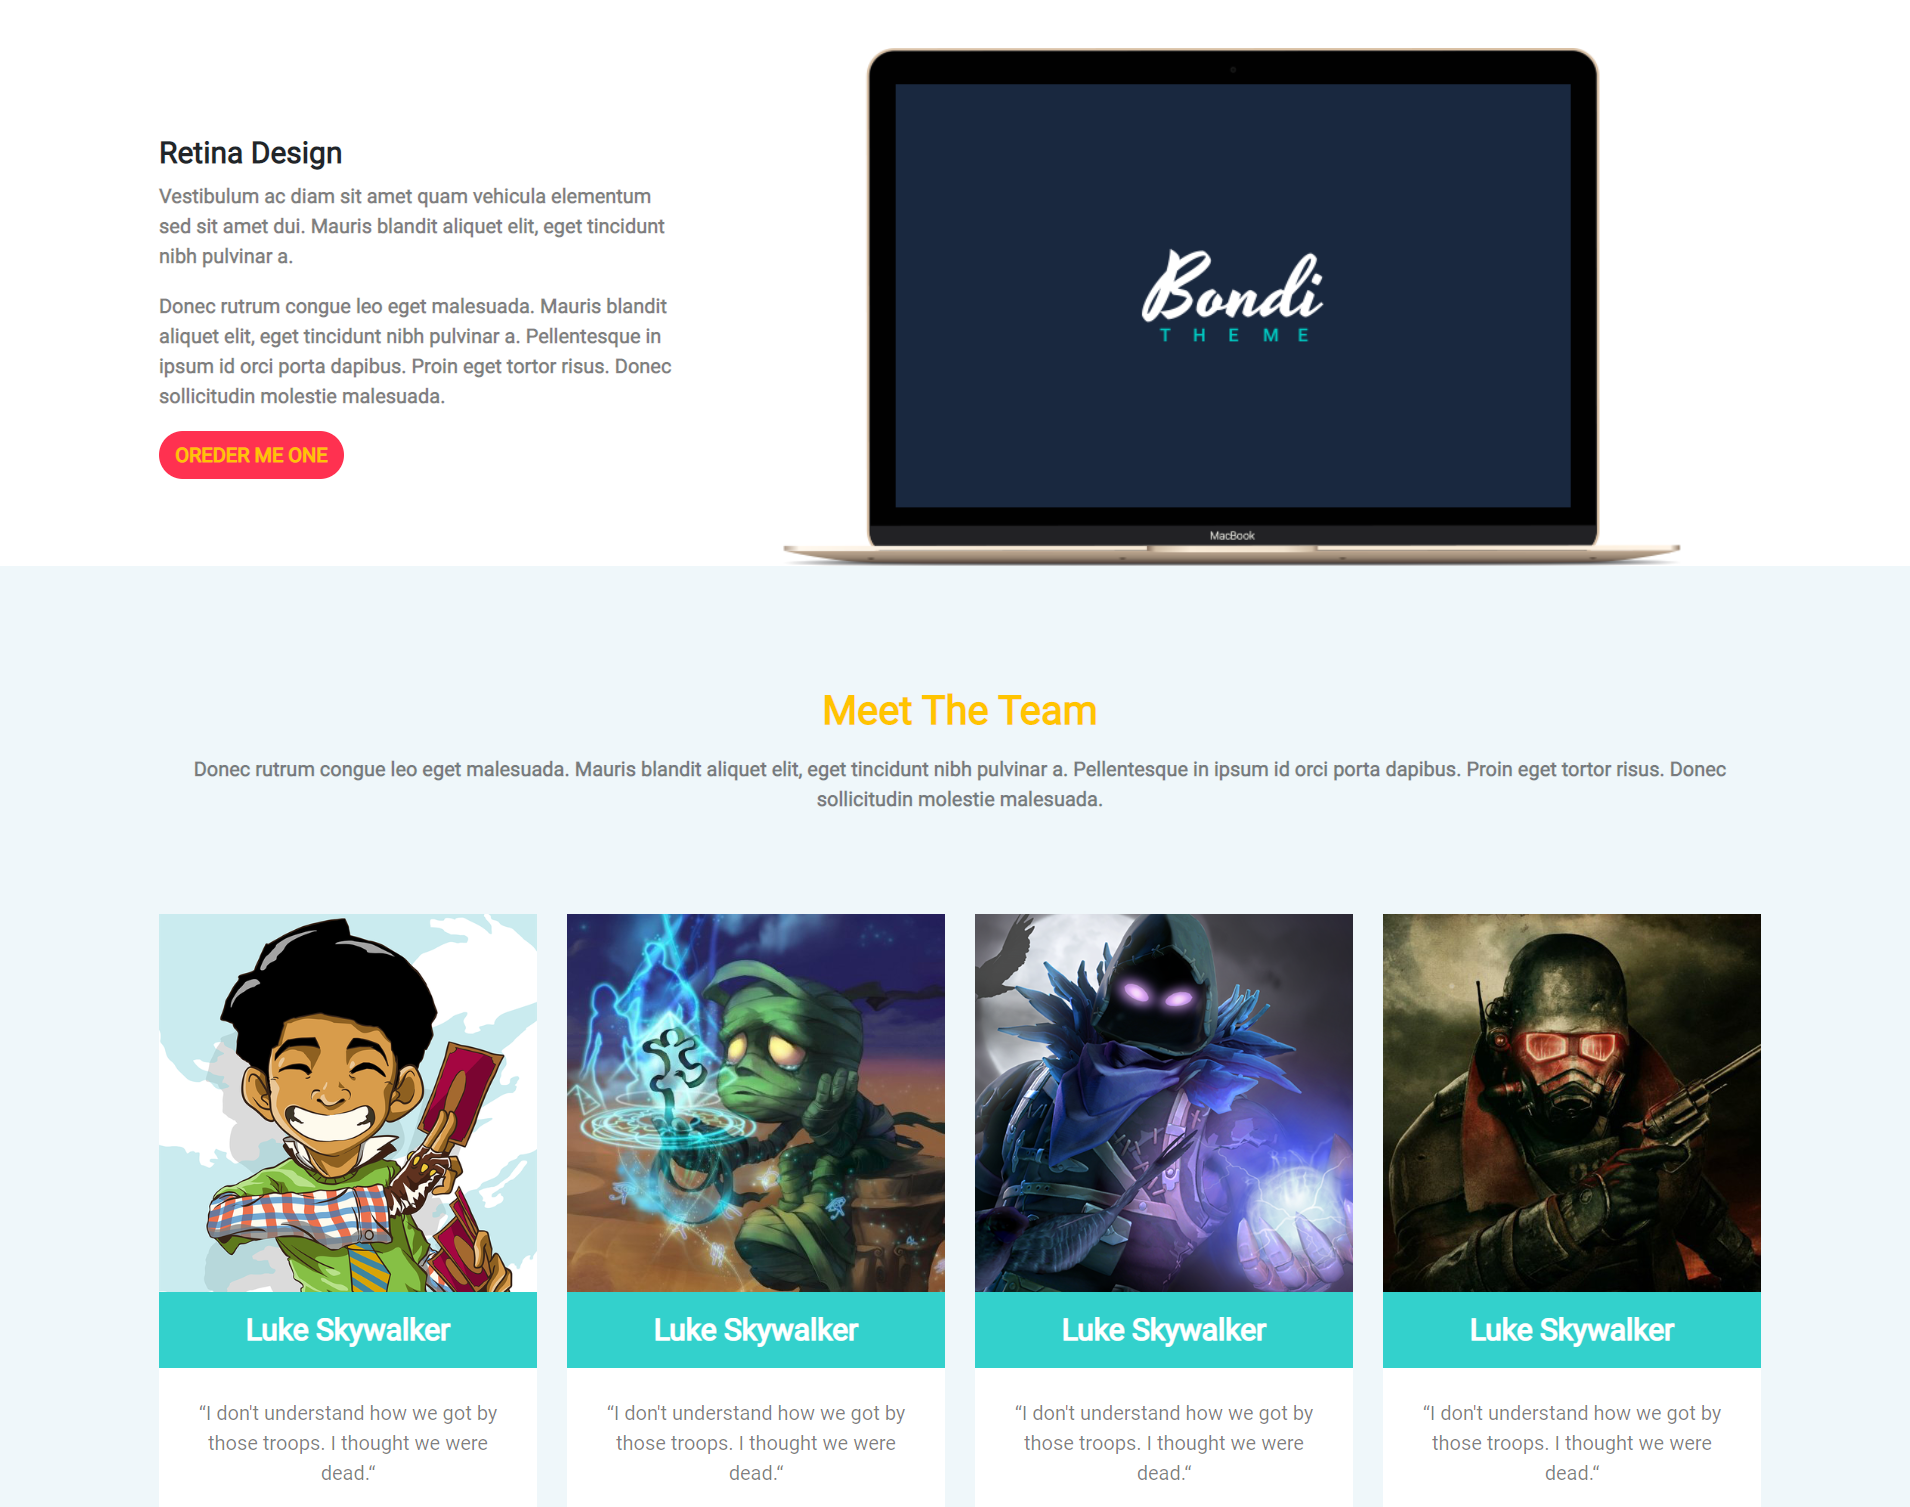 Retina Design
Vestibulum ac diam sit amet quam vehicula elementum
sed sit amet dui. Mauris blandit aliquet elit, eget tincidunt
nibh pulvinar a.
Donec rutrum congue leo eget malesuada. Mauris blandit
aliquet elit, eget tincidunt nibh pulvinar a. Pellentesque in
ipsum id orci porta dapibus. Proin eget tortor risus. Donec
sollicitudin molestie malesuada.
OREDER ME ONE
Bondi
THEME
MacBook
Meet The Team
Donec rutrum congue leo eget malesuada. Mauris blandit aliquet elit, eget tincidunt nibh pulvinar a. Pellentesque in ipsum id orci porta dapibus. Proin eget tortor risus. Donec
sollicitudin molestie malesuada.
Luke Skywalker
“I don't understand how we got by
those troops. I thought we were
dead.“
Luke Skywalker
“I don't understand how we got by
those troops. I thought we were
dead.“
Luke Skywalker
“I don't understand how we got by
those troops. I thought we were
dead.“
Luke Skywalker
“I don't understand how we got by
those troops. I thought we were
dead.“